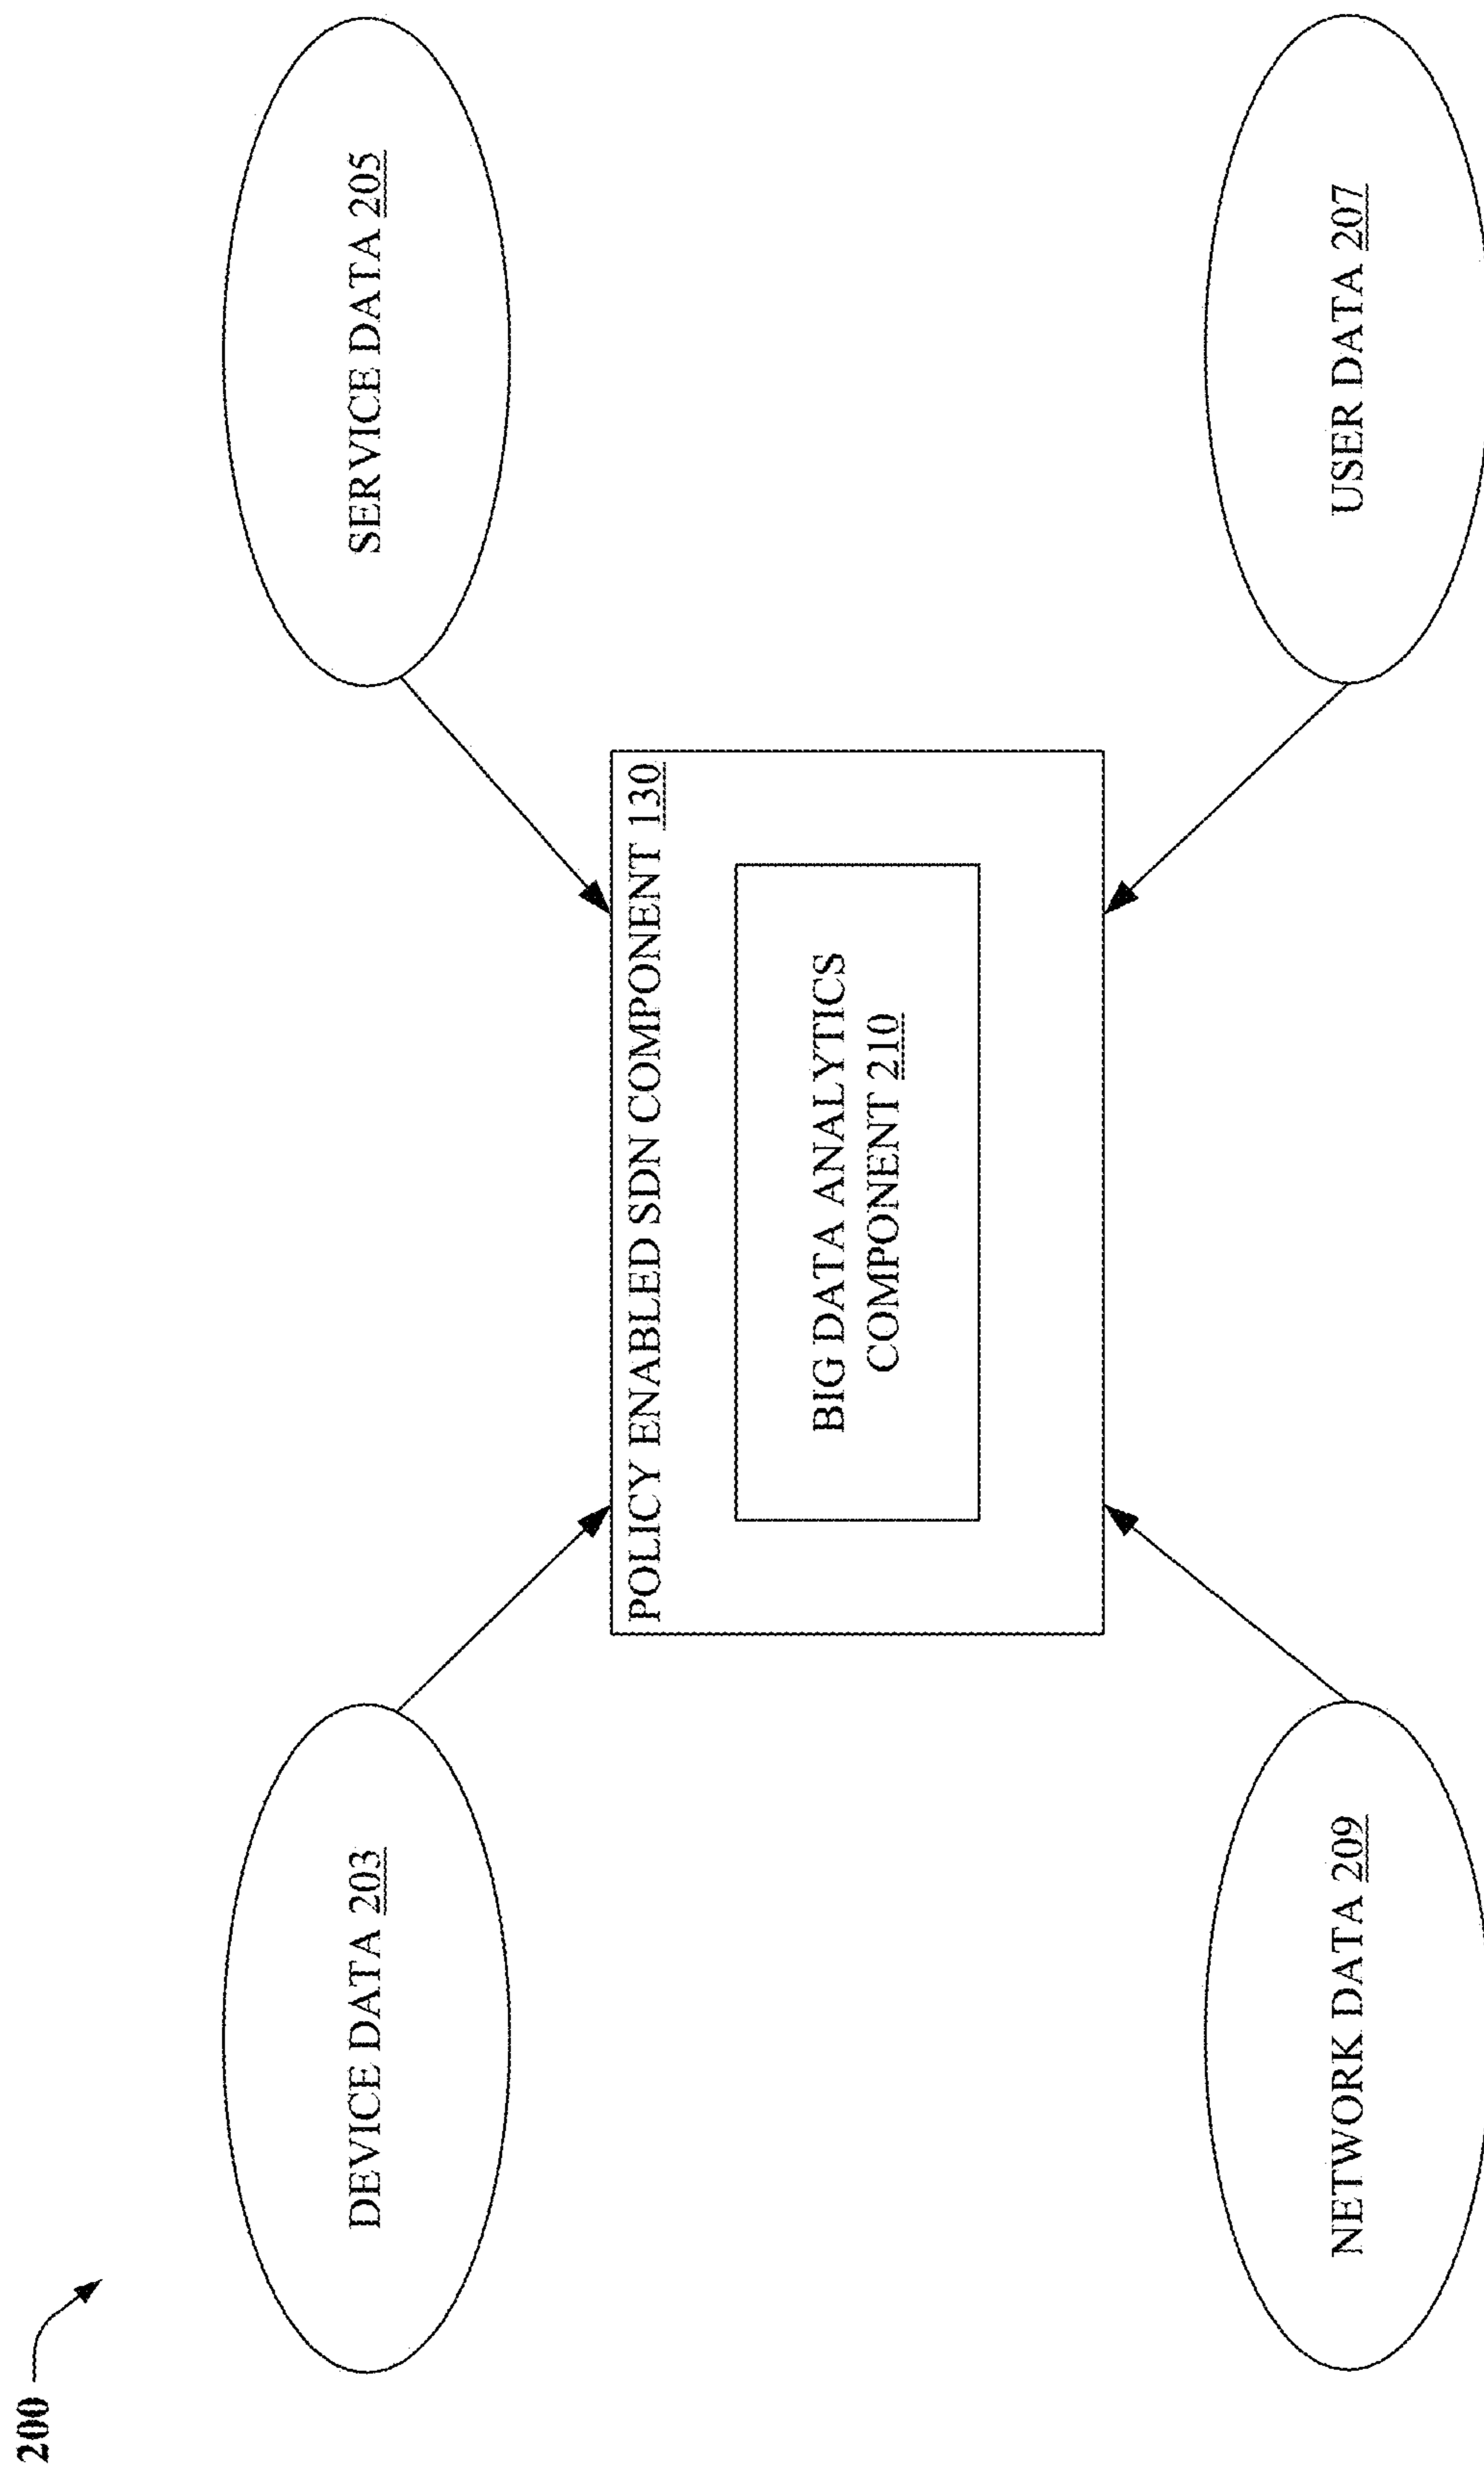 200
DEVICE DATA 203
SERVICE DATA 205
POLICY ENABLED SDN COMPONENT 130
BIG DATA ANALYTICS
COMPONENT 210
NETWORK DATA 209
USER DATA 207